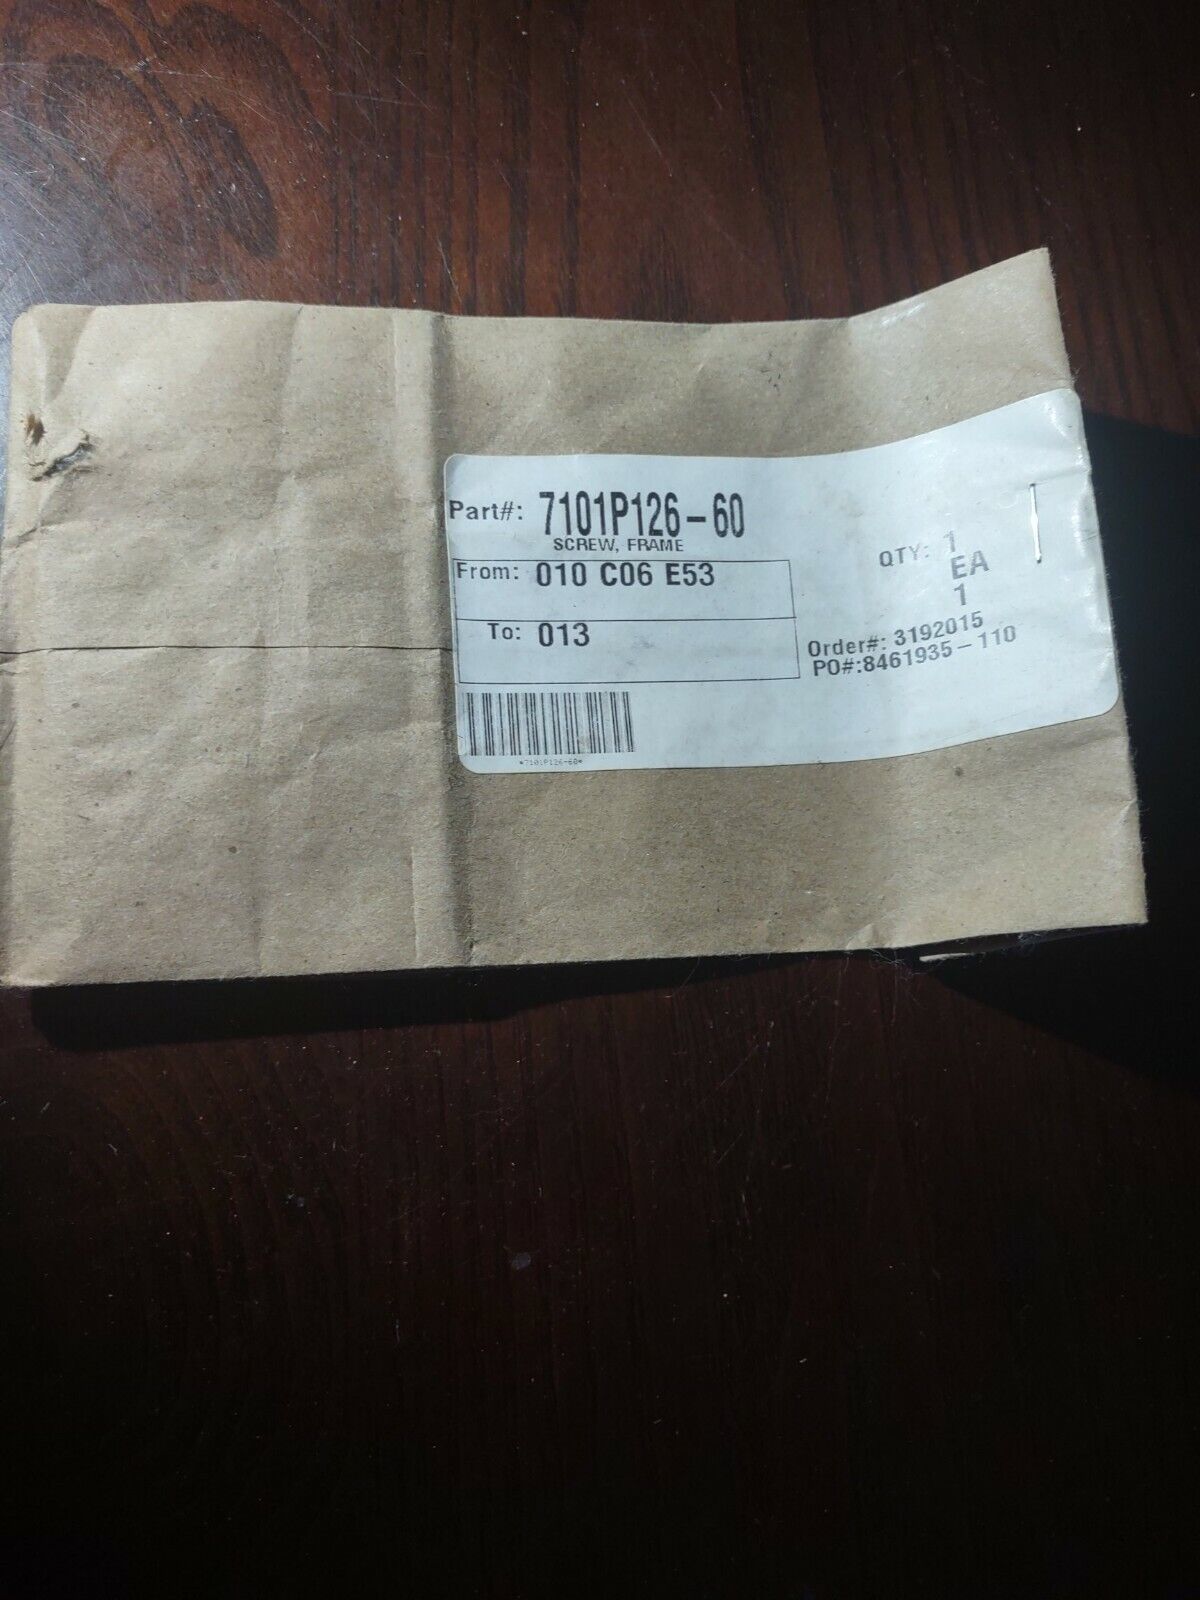 Part#: 7101P126-60
SCREW, FRAME
From: 010 C06 E53
To: 013
QTY: 1
EA
1
Order#: 3192015
PO#:8461935-110
*7101P126-60*